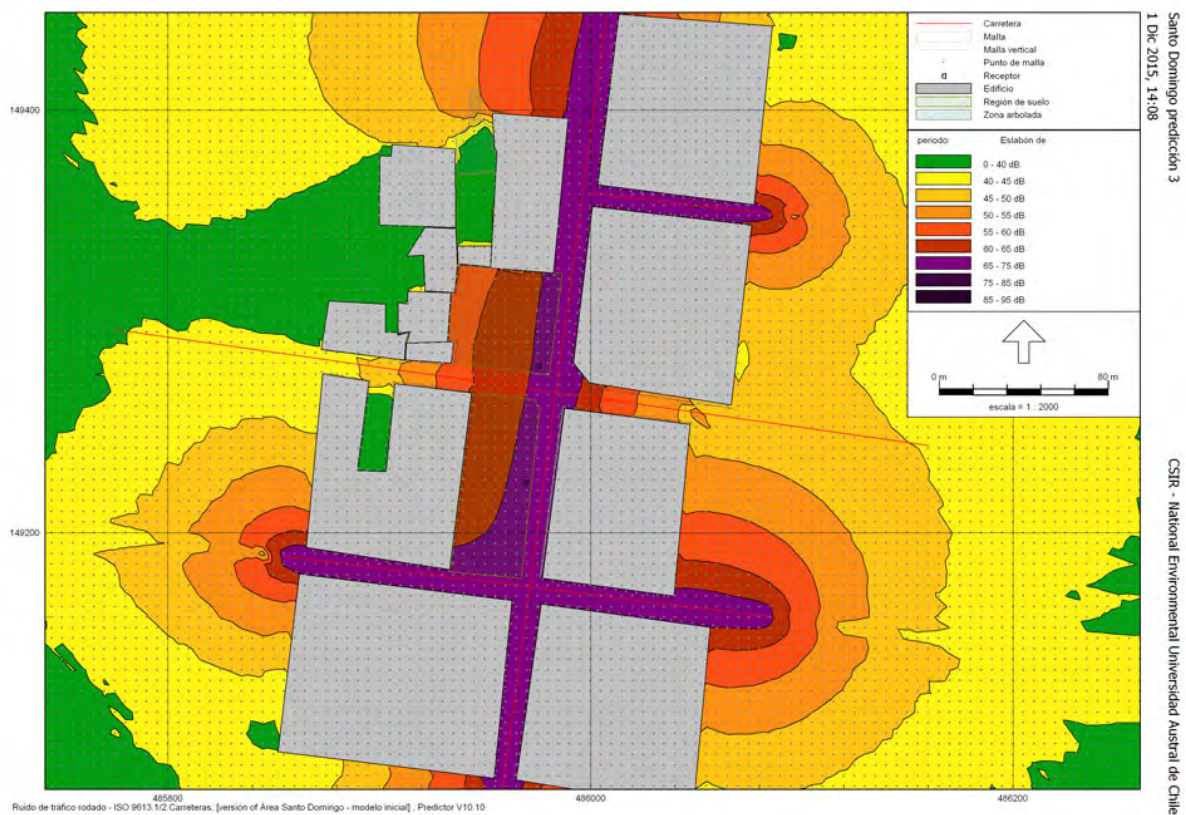 Carretera
Malla
Malla vertical
Punto de malla
Receptor
Edificio
Región de suelo
Zona arbolada
periodo: Eslabón de
0 - 40 dB
40 - 45 dB
45 - 50 dB
50 - 55 dB
55 - 60 dB
60 - 65 dB
65 - 75 dB
75 - 85 dB
85 - 95 dB
0 m 80 m
escala = 1 : 2000
Santo Domingo predicción 3
1 Dic 2015, 14:08
CSIR - National Environmental Universidad Austral de Chile
149400
149200
485800 486000 486200
Ruido de tráfico rodado - ISO 9613.1/2 Carreteras, [versión of Área Santo Domingo - modelo inicial] , Predictor V10.10